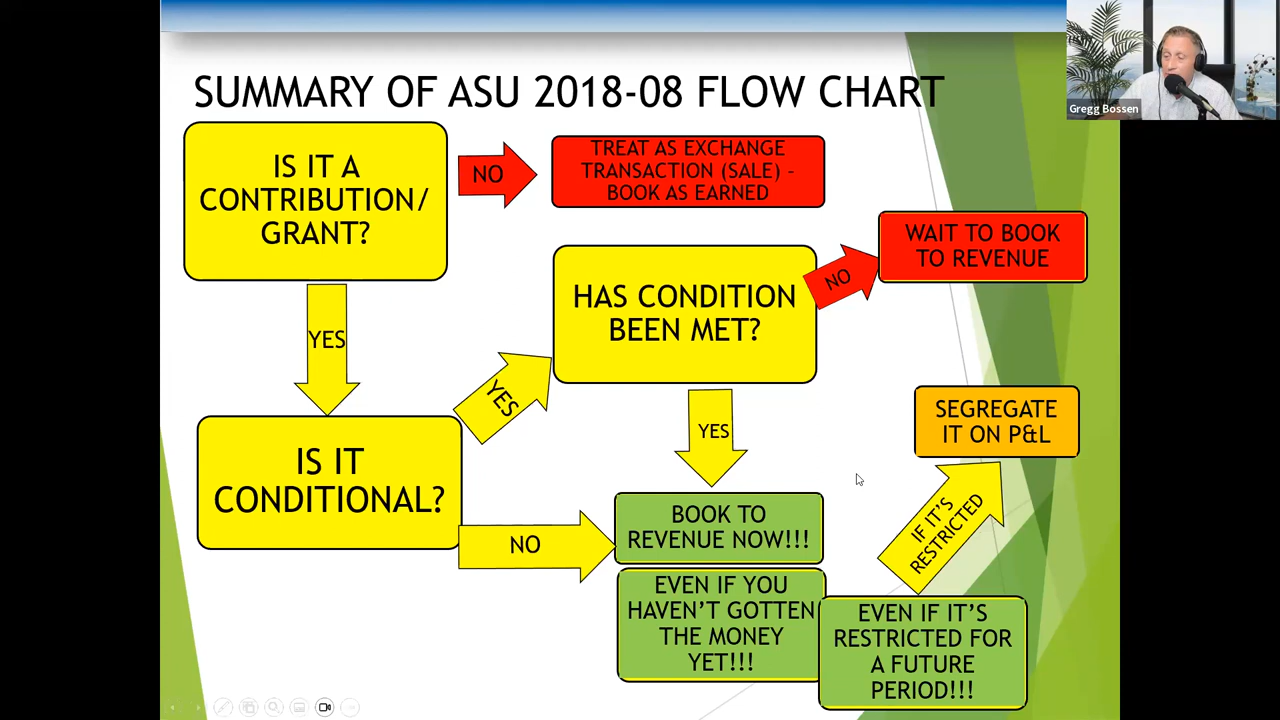 SUMMARY OF ASU 2018-08 FLOW CHART
Gregg Bossen
IS IT A
CONTRIBUTION/
GRANT?
NO
TREAT AS EXCHANGE
TRANSACTION (SALE) –
BOOK AS EARNED
YES
IS IT
CONDITIONAL?
YES
HAS CONDITION
BEEN MET?
NO
WAIT TO BOOK
TO REVENUE
YES
NO
BOOK TO
REVENUE NOW!!!
EVEN IF YOU
HAVEN'T GOTTEN
THE MONEY
YET!!!
EVEN IF IT'S
RESTRICTED FOR
A FUTURE
PERIOD!!!
IF IT'S
RESTRICTED
SEGREGATE
IT ON P&L